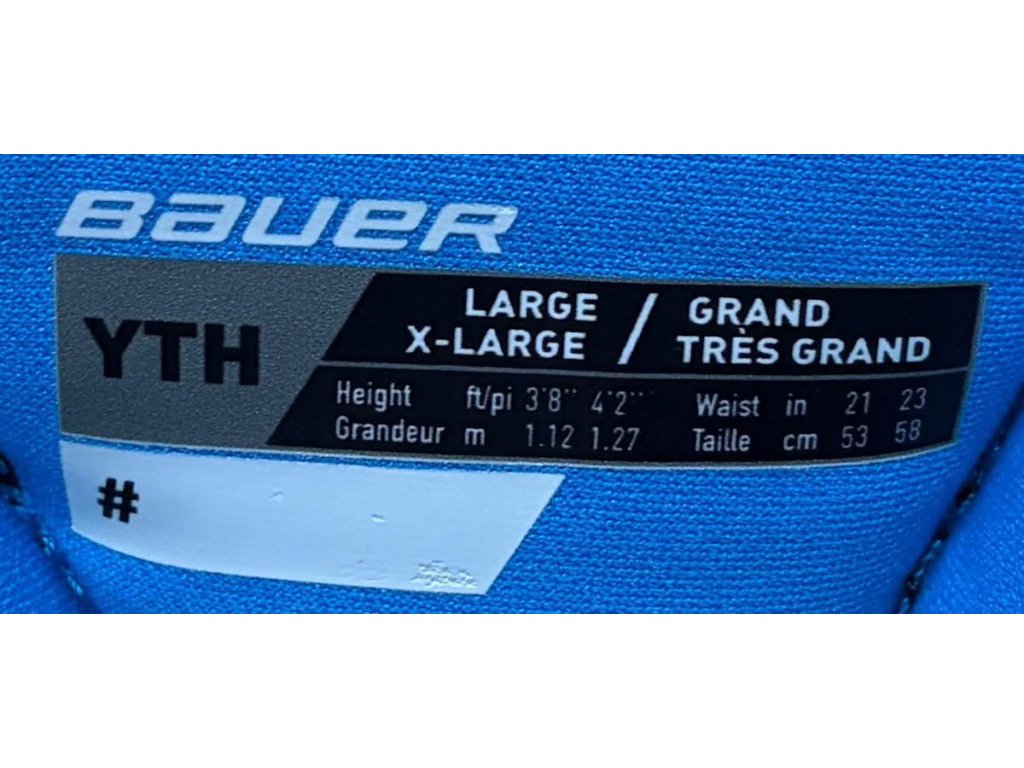 BAUER
YTH
LARGE / GRAND
X-LARGE / TRÈS GRAND
Height ft/pi 3'8" 4'2" Waist in 21 23
Grandeur m 1.12 1.27 Taille cm 53 58
#